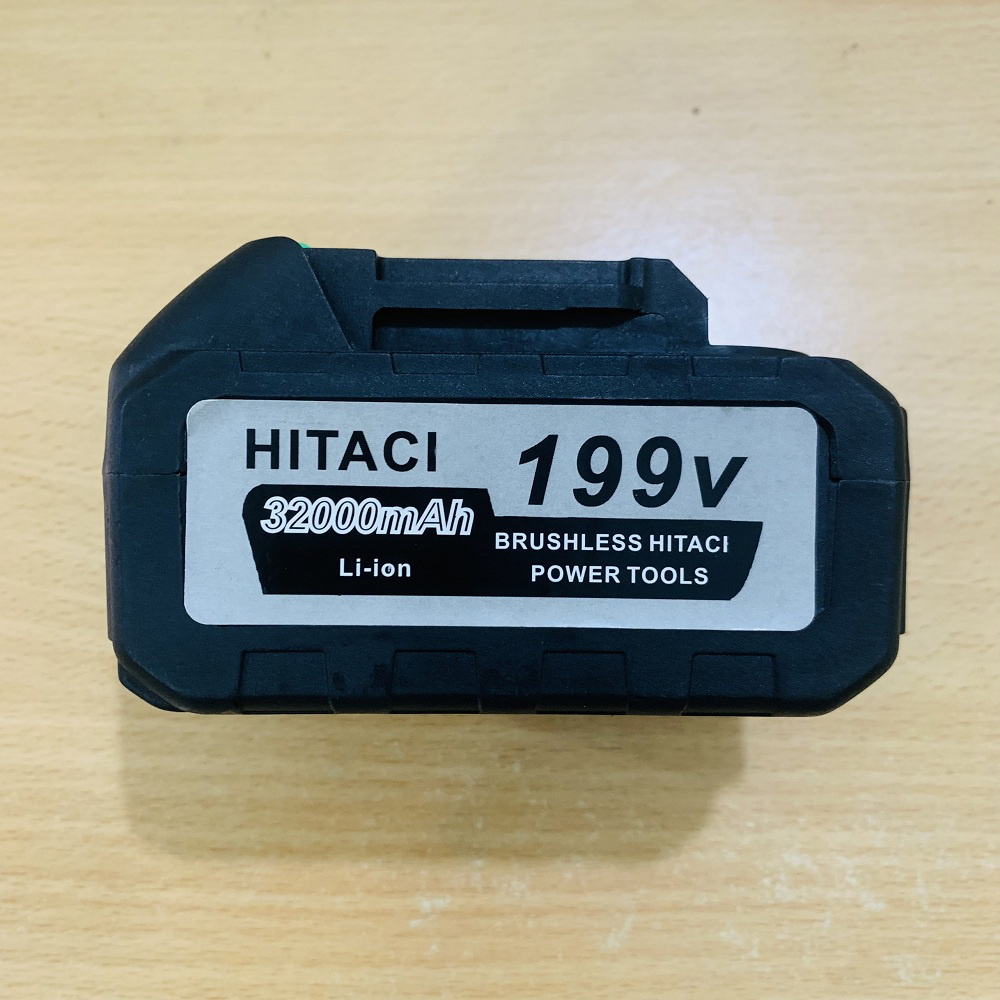 HITACI
199v
32000mAh
Li-ion
BRUSHLESS HITACI
POWER TOOLS